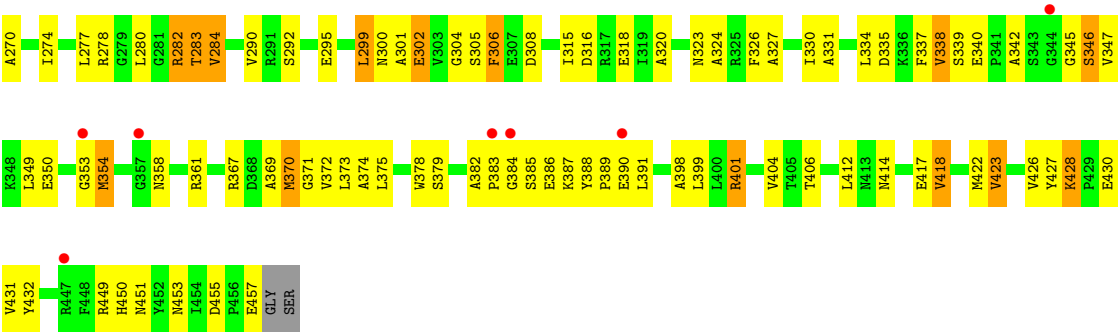 A270 I274 L277 R278 G279 L280 G281 R282 T283 V284 V290 R291 S292 E295 L299 N300 A301 E302 V303 G304 S305 F306 E307 D308 I315 D316 R317 E318 I319 A320 N323 A324 R325 F326 A327 I330 A331 L334 D335 K336 F337 V338 S339 E340 P341 A342 S343 G344 G345 S346 V347
K348 L349 E350 G353 M354 G357 N358 R361 R367 D368 A369 M370 G371 V372 L373 A374 L375 W378 S379 A382 P383 G384 S385 E386 K387 Y388 P389 E390 L391 A398 L399 L400 R401 V404 T405 T406 L412 N413 N414 E417 V418 M422 V423 V426 Y427 K428 P429 E430
V431 Y432 R447 F448 R449 H450 N451 Y452 N453 I454 D455 P456 E457 GLY SER